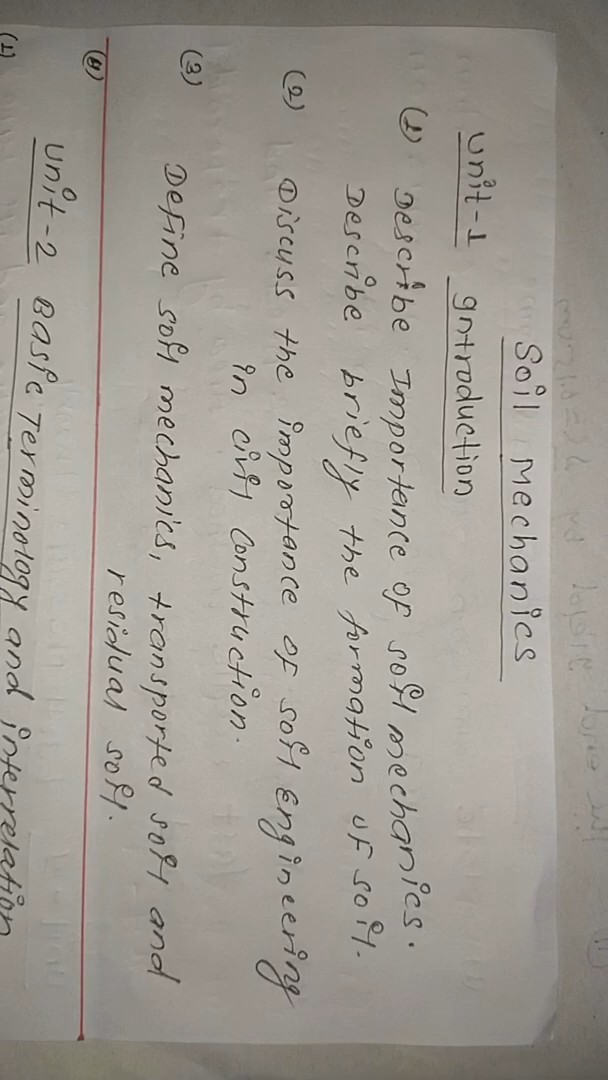 Soil Mechanics
Unit-1 Introduction
(1) Describe Importance of soil mechanics.
Describe briefly the formation of soil.
(2) Discuss the importance of soil Engineering
in civil construction.
(3) Define soil mechanics, transported soil and
residual soil.
(4)
Unit-2 Basic Terminology and interrelation
(1)